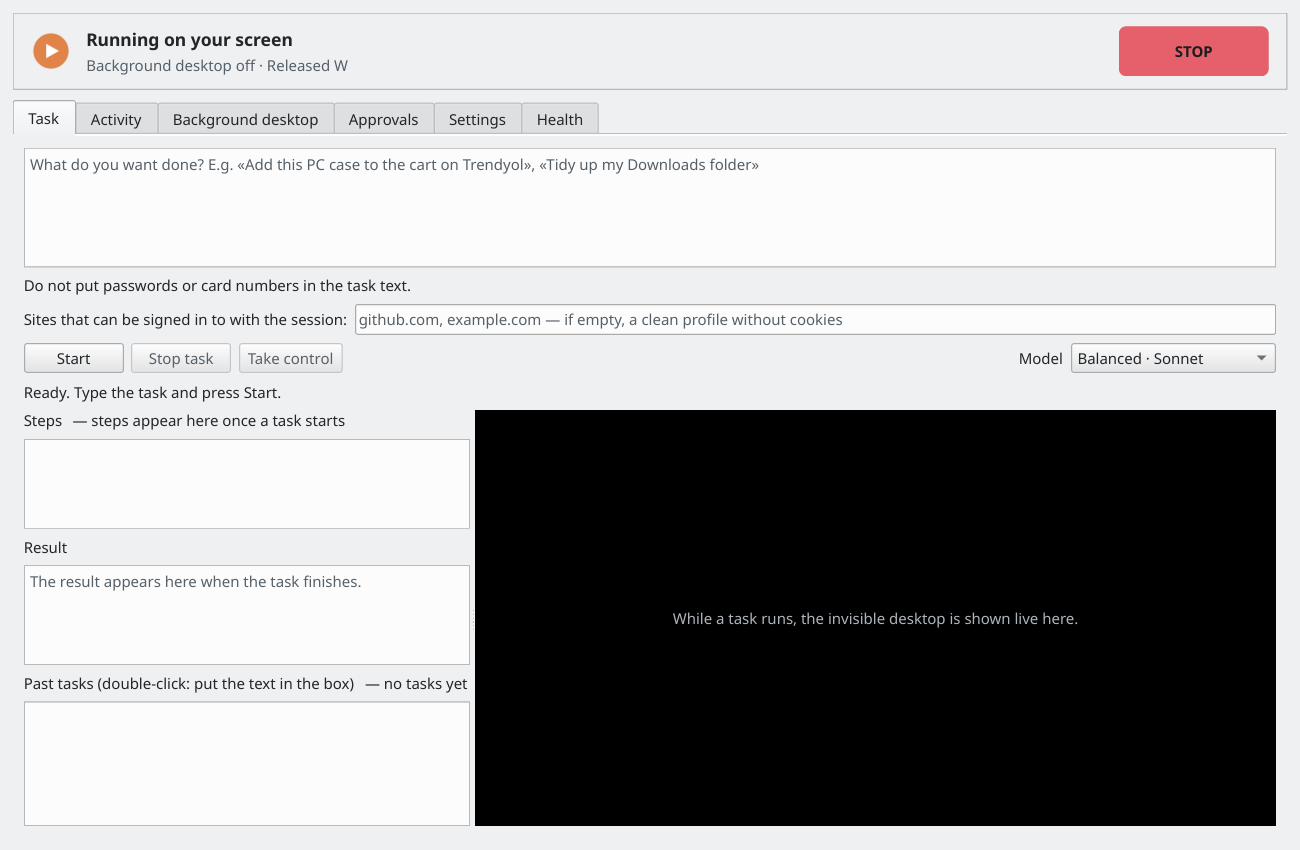 Running on your screen
Background desktop off · Released W
STOP
Task
Activity
Background desktop
Approvals
Settings
Health
What do you want done? E.g. «Add this PC case to the cart on Trendyol», «Tidy up my Downloads folder»
Do not put passwords or card numbers in the task text.
Sites that can be signed in to with the session:
github.com, example.com — if empty, a clean profile without cookies
Start
Stop task
Take control
Model
Balanced · Sonnet
Ready. Type the task and press Start.
Steps — steps appear here once a task starts
Result
The result appears here when the task finishes.
While a task runs, the invisible desktop is shown live here.
Past tasks (double-click: put the text in the box) — no tasks yet